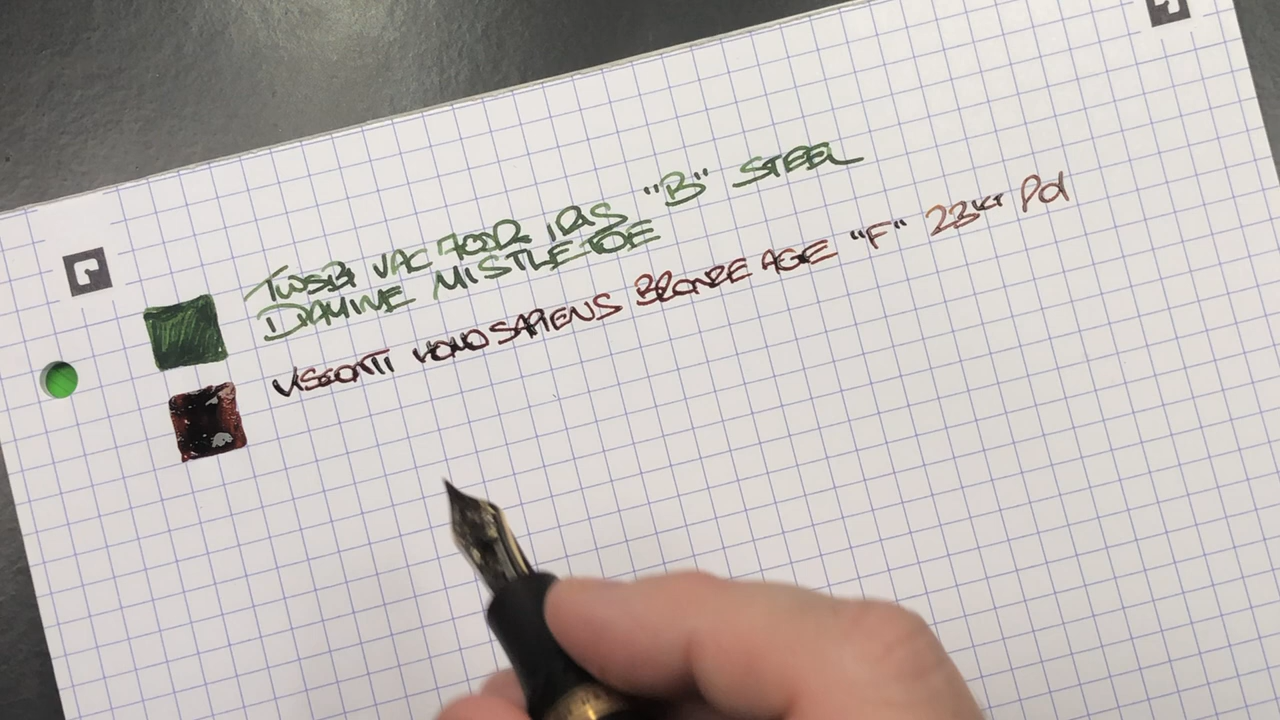 TWSBI VAC 700R IRIS "B" STEEL
DIAMINE MISTLETOE
VISCONTI HOMO SAPIENS BRONZE AGE "F" 23KT Pd